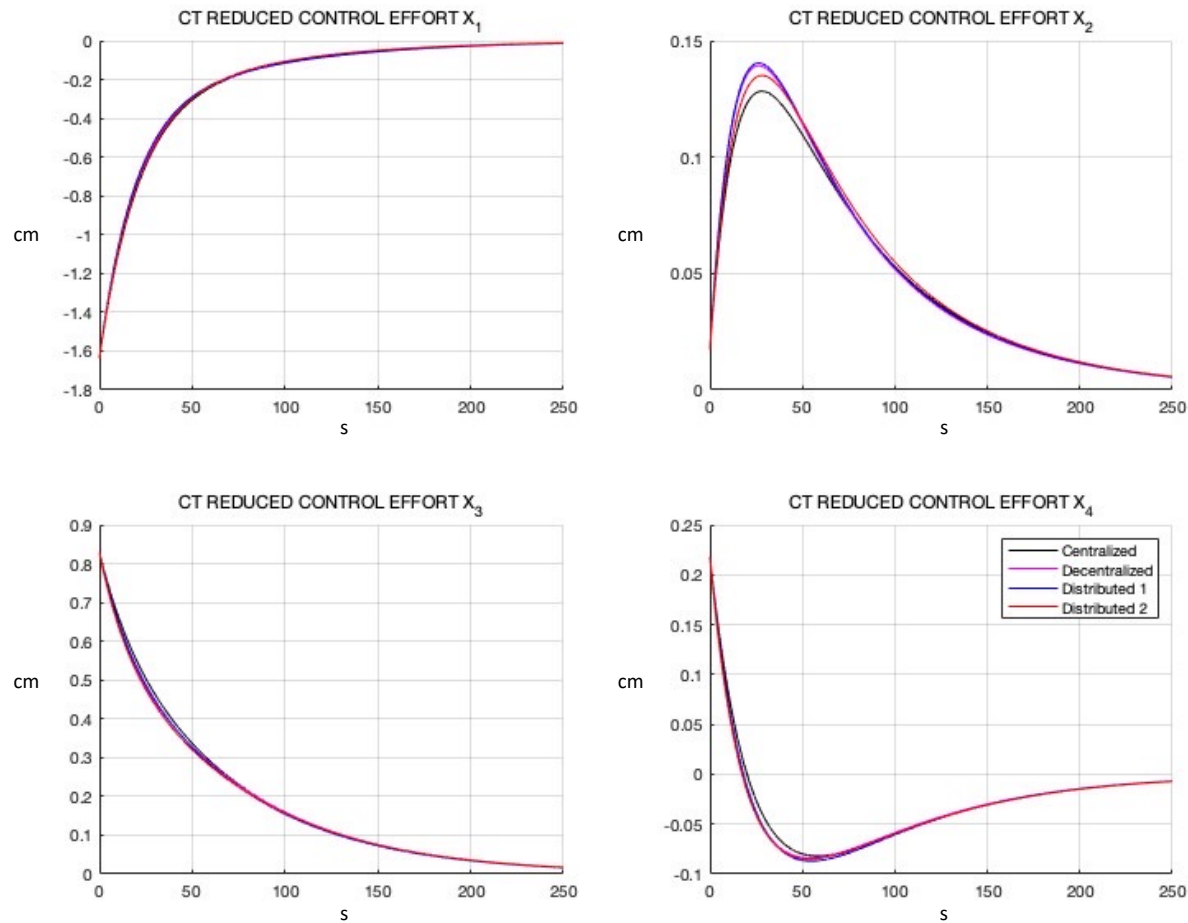 CT REDUCED CONTROL EFFORT X1
0
-0.2
-0.4
-0.6
-0.8
-1
-1.2
-1.4
-1.6
-1.8
cm
0 50 100 150 200 250
s
CT REDUCED CONTROL EFFORT X2
0.15
0.1
0.05
0
cm
0 50 100 150 200 250
s
CT REDUCED CONTROL EFFORT X3
0.9
0.8
0.7
0.6
0.5
0.4
0.3
0.2
0.1
0
cm
0 50 100 150 200 250
s
CT REDUCED CONTROL EFFORT X4
0.25
0.2
0.15
0.1
0.05
0
-0.05
-0.1
cm
0 50 100 150 200 250
s
Centralized
Decentralized
Distributed 1
Distributed 2